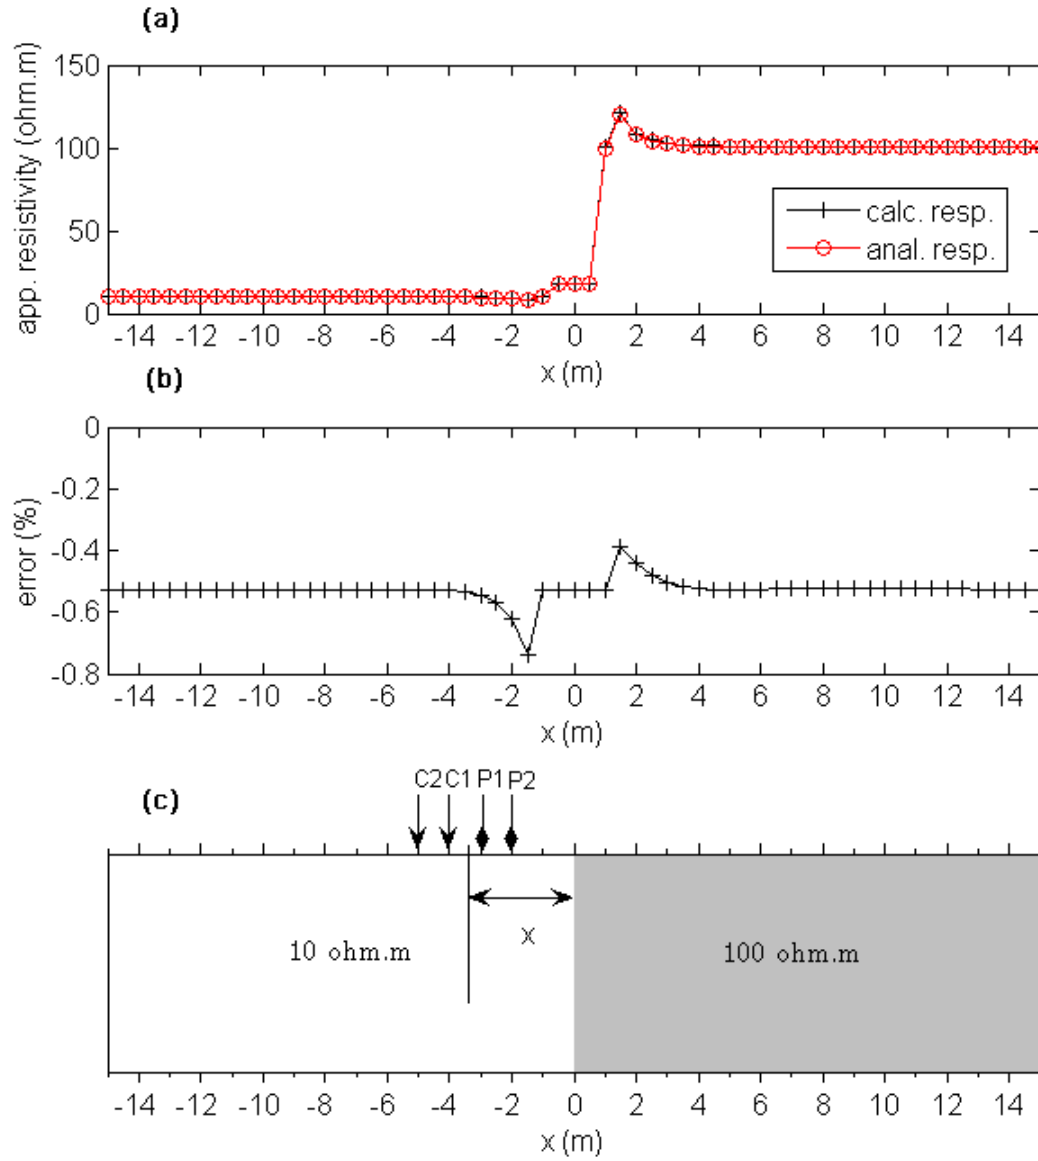 (a)
app. resistivity (ohm.m)
150
100
50
0
calc. resp.
anal. resp.
-14 -12 -10 -8 -6 -4 -2 0 2 4 6 8 10 12 14
x (m)
(b)
error (%)
0
-0.2
-0.4
-0.6
-0.8
-14 -12 -10 -8 -6 -4 -2 0 2 4 6 8 10 12 14
x (m)
(c)
C2 C1 P1 P2
X
10 ohm.m
100 ohm.m
-14 -12 -10 -8 -6 -4 -2 0 2 4 6 8 10 12 14
x (m)